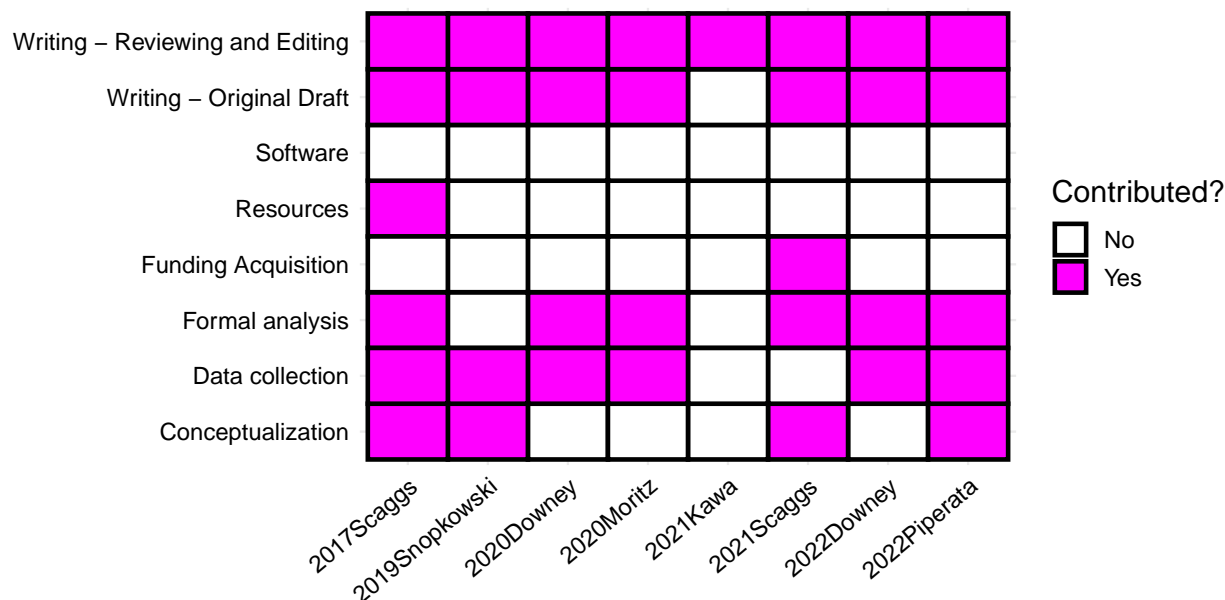 Writing – Reviewing and Editing
Writing – Original Draft
Software
Resources
Funding Acquisition
Formal analysis
Data collection
Conceptualization
2017Scaggs
2019Snopkowski
2020Downey
2020Moritz
2021Kawa
2021Scaggs
2022Downey
2022Piperata
Contributed?
No
Yes